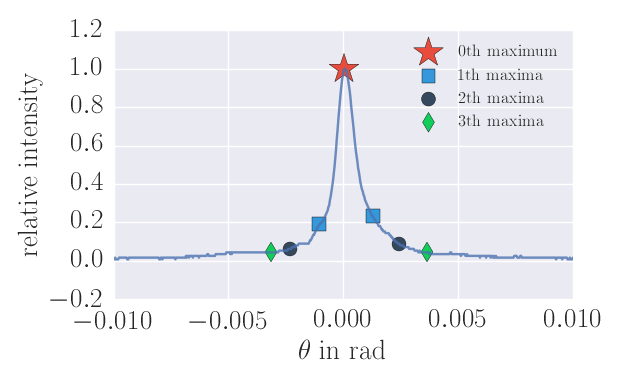 1.2
1.0
0.8
0.6
0.4
0.2
0.0
−0.2
relative intensity
0th maximum
1th maxima
2th maxima
3th maxima
−0.010 −0.005 0.000 0.005 0.010
θ in rad